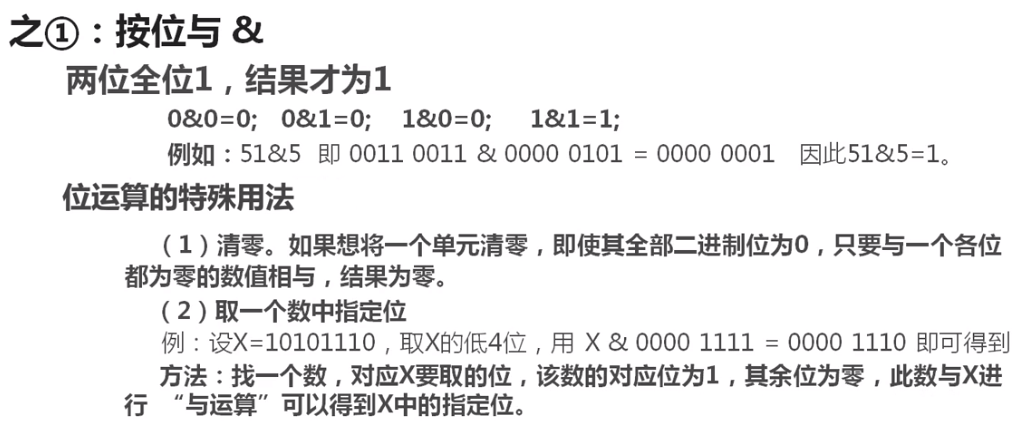 之①：按位与 &
两位全位1，结果才为1
0&0=0; 0&1=0; 1&0=0; 1&1=1;
例如：51&5 即 0011 0011 & 0000 0101 = 0000 0001 因此51&5=1。
位运算的特殊用法
（1）清零。如果想将一个单元清零，即使其全部二进制位为0，只要与一个各位
都为零的数值相与，结果为零。
（2）取一个数中指定位
例：设X=10101110，取X的低4位，用 X & 0000 1111 = 0000 1110 即可得到
方法：找一个数，对应X要取的位，该数的对应位为1，其余位为零，此数与X进
行 “与运算”可以得到X中的指定位。